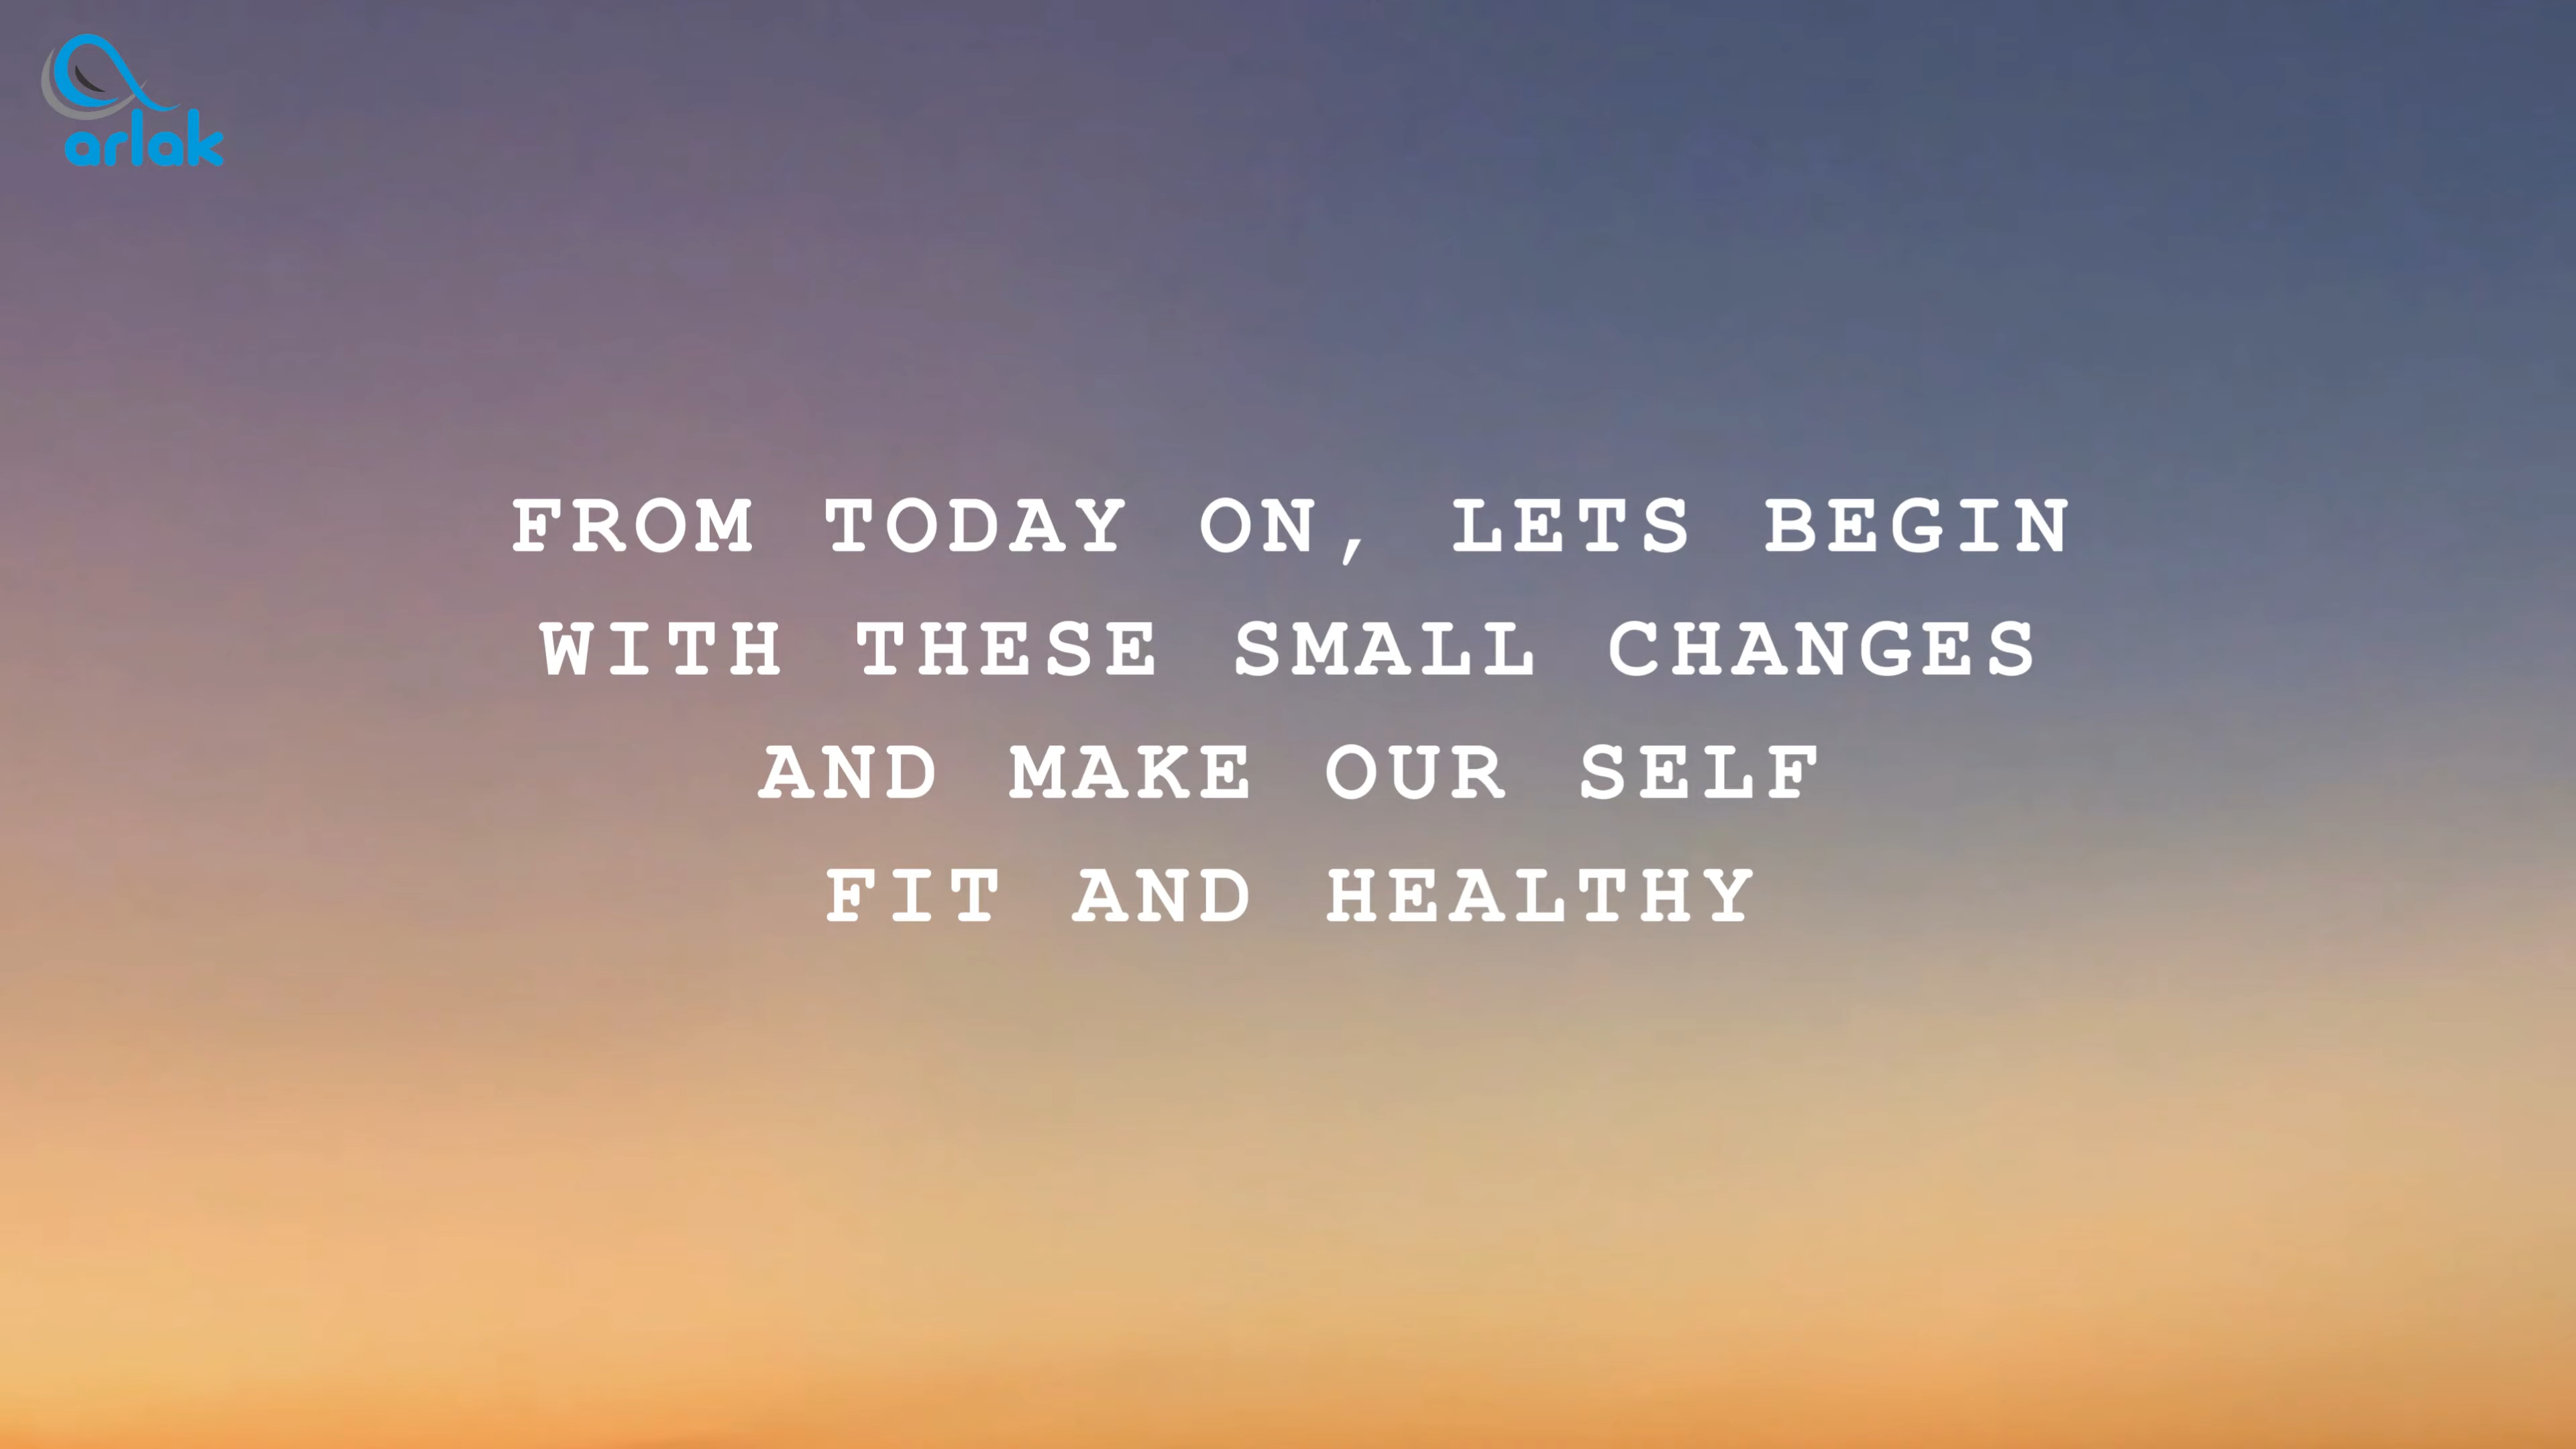 arlak
FROM TODAY ON, LETS BEGIN
WITH THESE SMALL CHANGES
AND MAKE OUR SELF
FIT AND HEALTHY